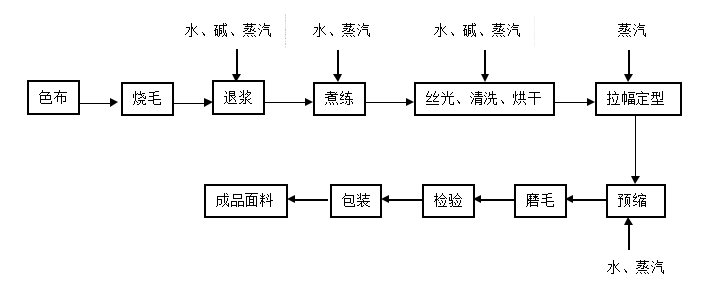 水、碱、蒸汽
水、蒸汽
水、碱、蒸汽
蒸汽
色布
烧毛
退浆
煮练
丝光、清洗、烘干
拉幅定型
成品面料
包装
检验
磨毛
预缩
水、蒸汽